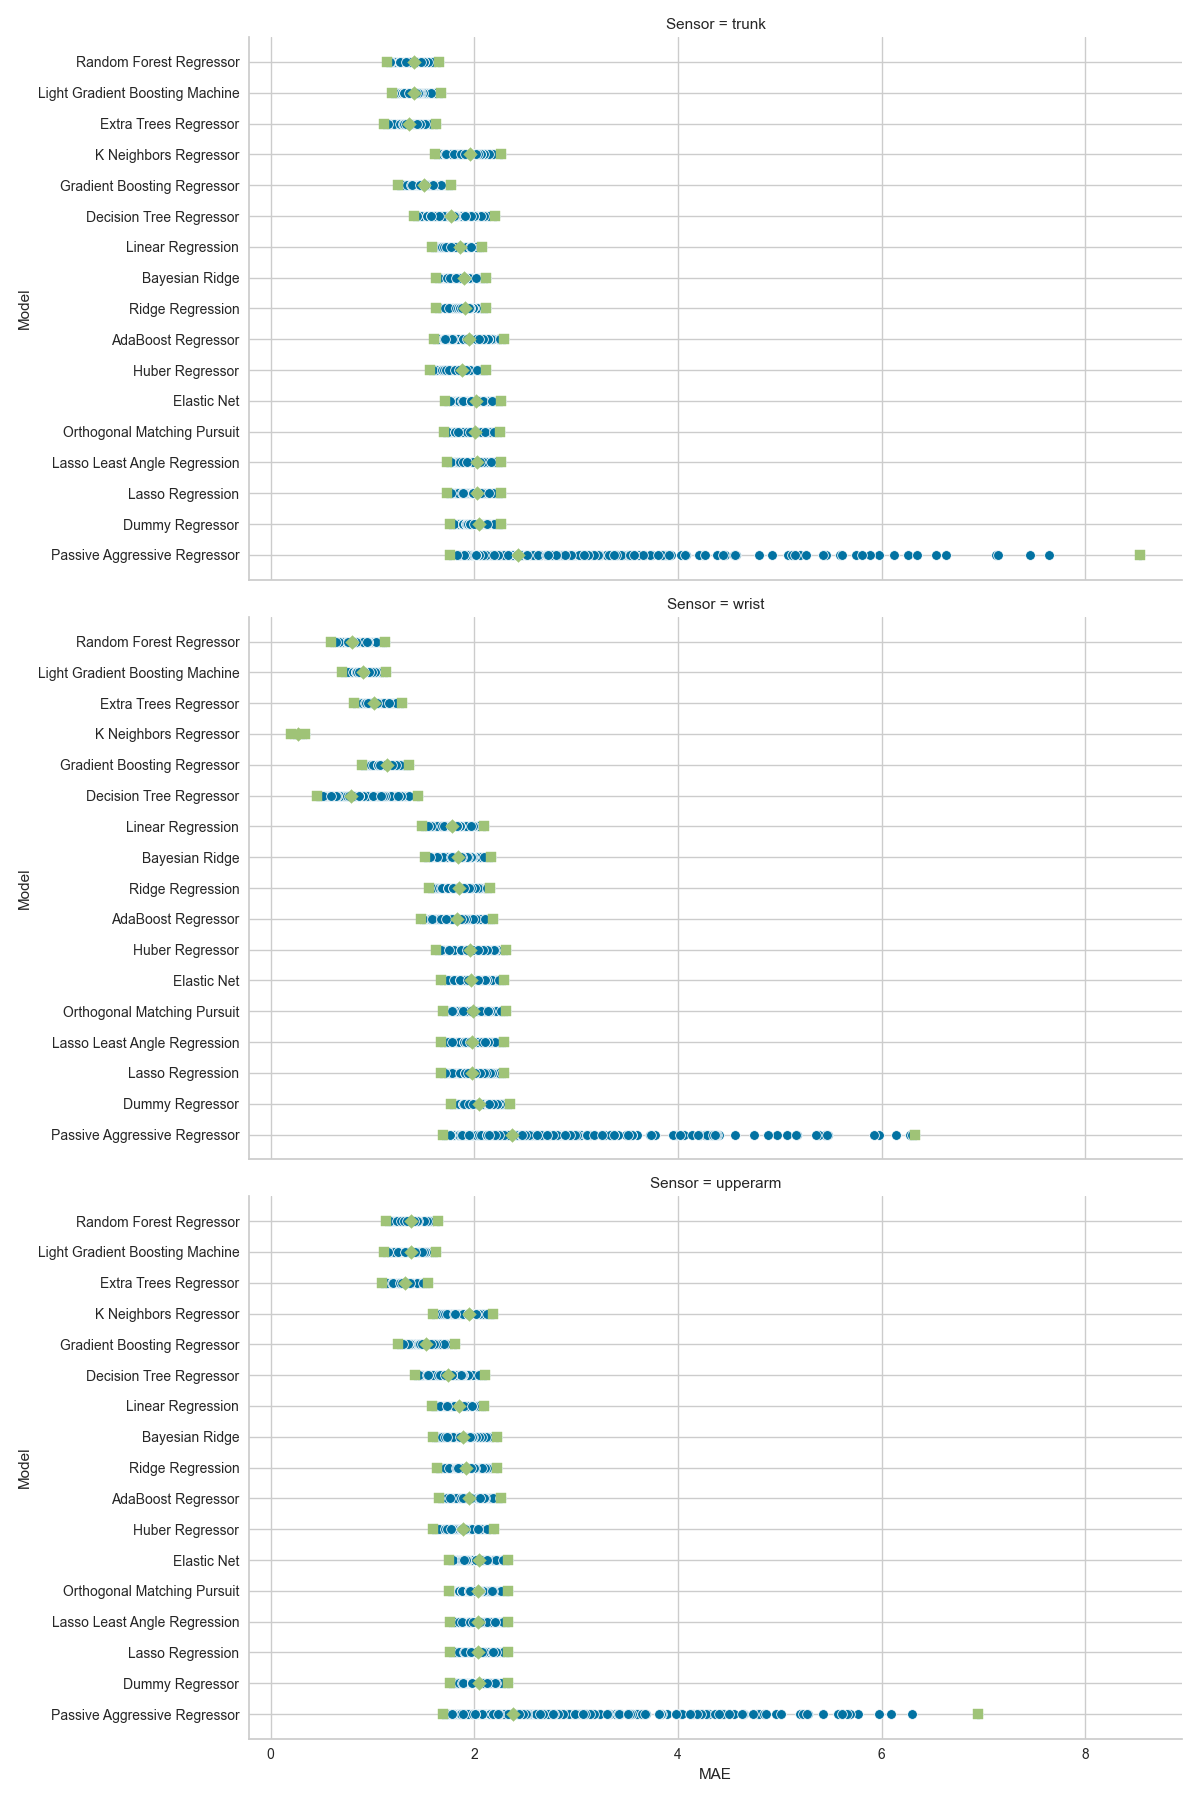 Sensor = trunk
Random Forest Regressor
Light Gradient Boosting Machine
Extra Trees Regressor
K Neighbors Regressor
Gradient Boosting Regressor
Decision Tree Regressor
Linear Regression
Bayesian Ridge
Ridge Regression
AdaBoost Regressor
Huber Regressor
Elastic Net
Orthogonal Matching Pursuit
Lasso Least Angle Regression
Lasso Regression
Dummy Regressor
Passive Aggressive Regressor
Model
Sensor = wrist
Random Forest Regressor
Light Gradient Boosting Machine
Extra Trees Regressor
K Neighbors Regressor
Gradient Boosting Regressor
Decision Tree Regressor
Linear Regression
Bayesian Ridge
Ridge Regression
AdaBoost Regressor
Huber Regressor
Elastic Net
Orthogonal Matching Pursuit
Lasso Least Angle Regression
Lasso Regression
Dummy Regressor
Passive Aggressive Regressor
Model
Sensor = upperarm
Random Forest Regressor
Light Gradient Boosting Machine
Extra Trees Regressor
K Neighbors Regressor
Gradient Boosting Regressor
Decision Tree Regressor
Linear Regression
Bayesian Ridge
Ridge Regression
AdaBoost Regressor
Huber Regressor
Elastic Net
Orthogonal Matching Pursuit
Lasso Least Angle Regression
Lasso Regression
Dummy Regressor
Passive Aggressive Regressor
Model
0 2 4 6 8
MAE